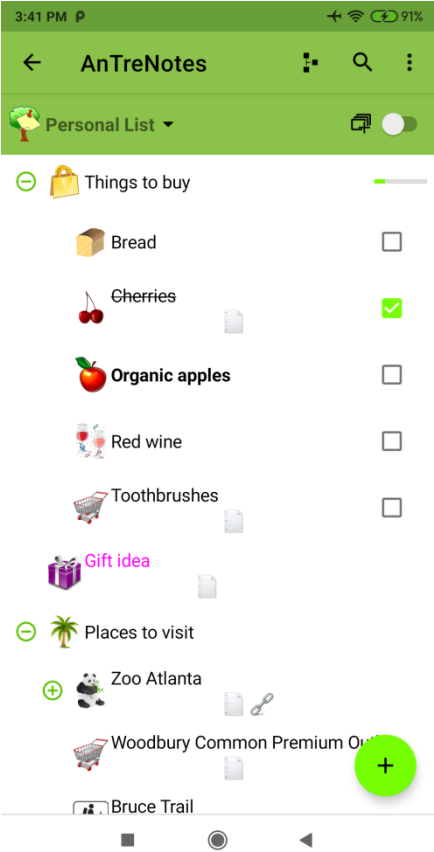 3:41 PM
91%
AnTreNotes
Personal List
Things to buy
Bread
Cherries
Organic apples
Red wine
Toothbrushes
Gift idea
Places to visit
Zoo Atlanta
Woodbury Common Premium
Bruce Trail